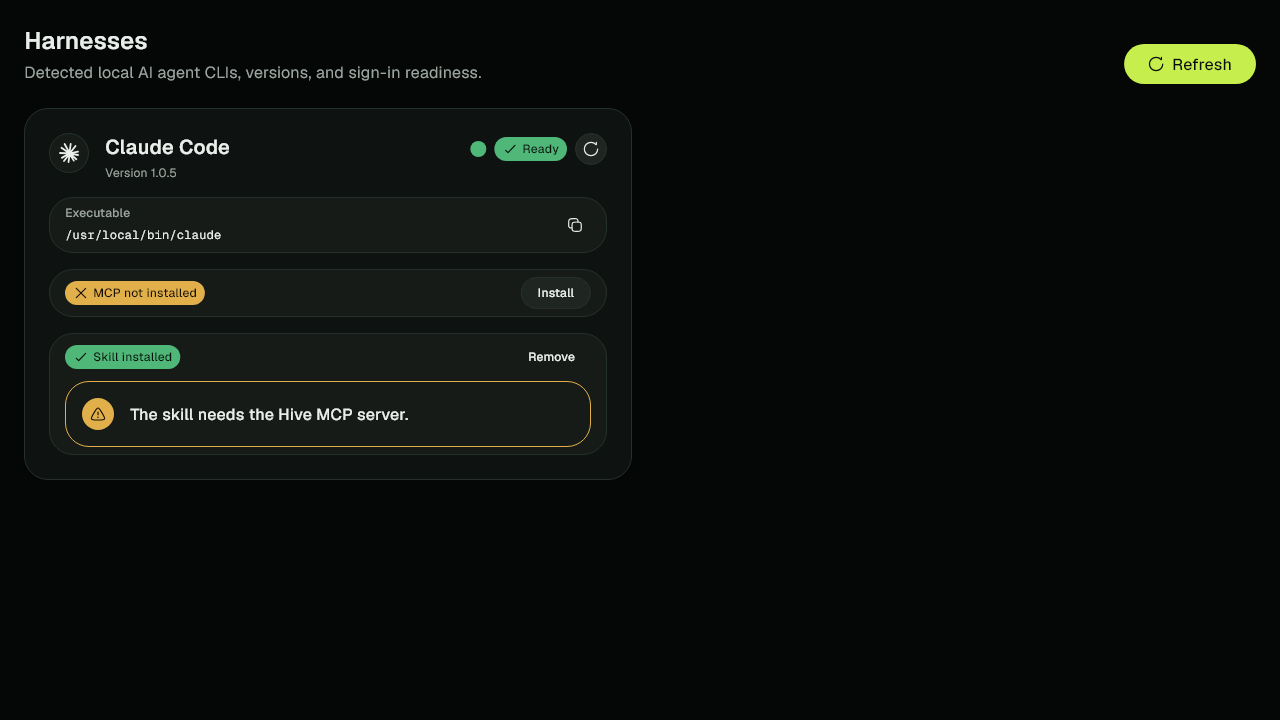 Harnesses
Detected local AI agent CLIs, versions, and sign-in readiness.
Refresh
Claude Code
Ready
Version 1.0.5
Executable
/usr/local/bin/claude
MCP not installed
Install
Skill installed
Remove
The skill needs the Hive MCP server.